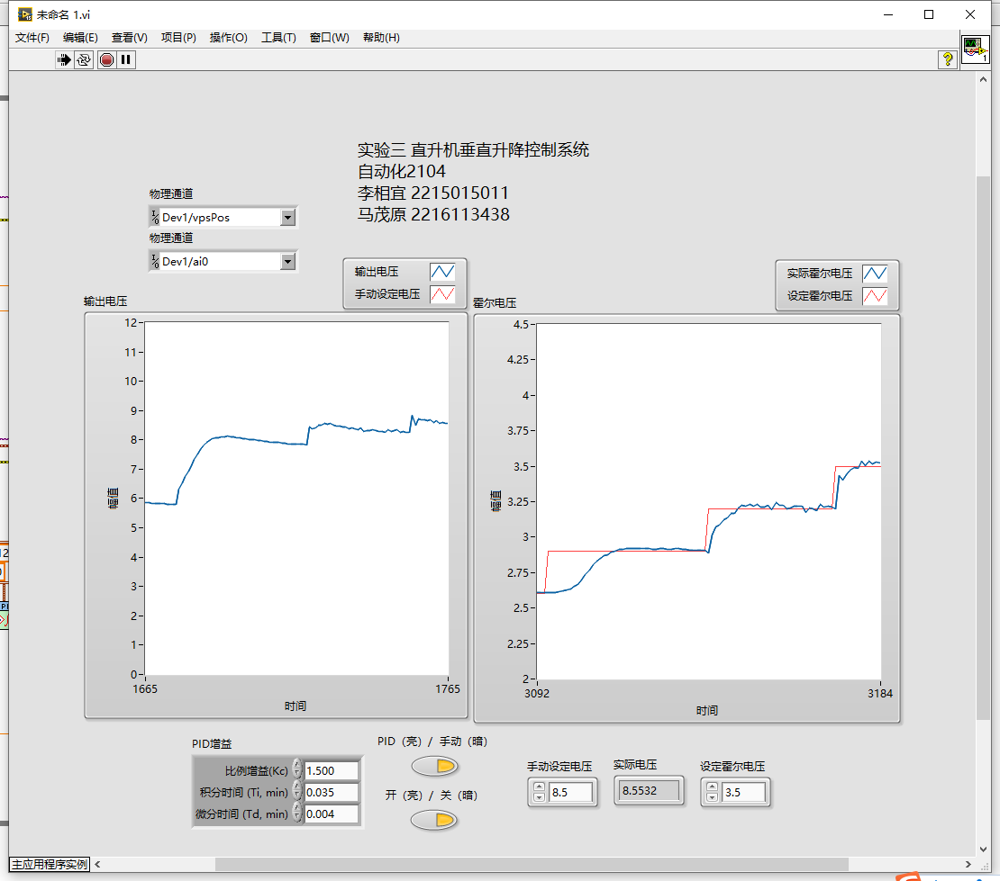 未命名 1.vi
文件(F) 编辑(E) 查看(V) 项目(P) 操作(O) 工具(T) 窗口(W) 帮助(H)
?
1
实验三 直升机垂直升降控制系统
自动化2104
李相宜 2215015011
马茂原 2216113438
物理通道
Dev1/vpsPos
物理通道
Dev1/ai0
输出电压
手动设定电压
实际霍尔电压
设定霍尔电压
输出电压
12
11
10
9
8
7
6
5
4
3
2
1
0
幅值
1665 1765
时间
霍尔电压
4.5
4.25
4
3.75
3.5
3.25
3
2.75
2.5
2.25
2
幅值
3092 3184
时间
PID增益
比例增益(Kc) 1.500
积分时间 (Ti, min) 0.035
微分时间 (Td, min) 0.004
PID（亮）/ 手动（暗）
开（亮）/ 关（暗）
手动设定电压
8.5
实际电压
8.5532
设定霍尔电压
3.5
主应用程序实例